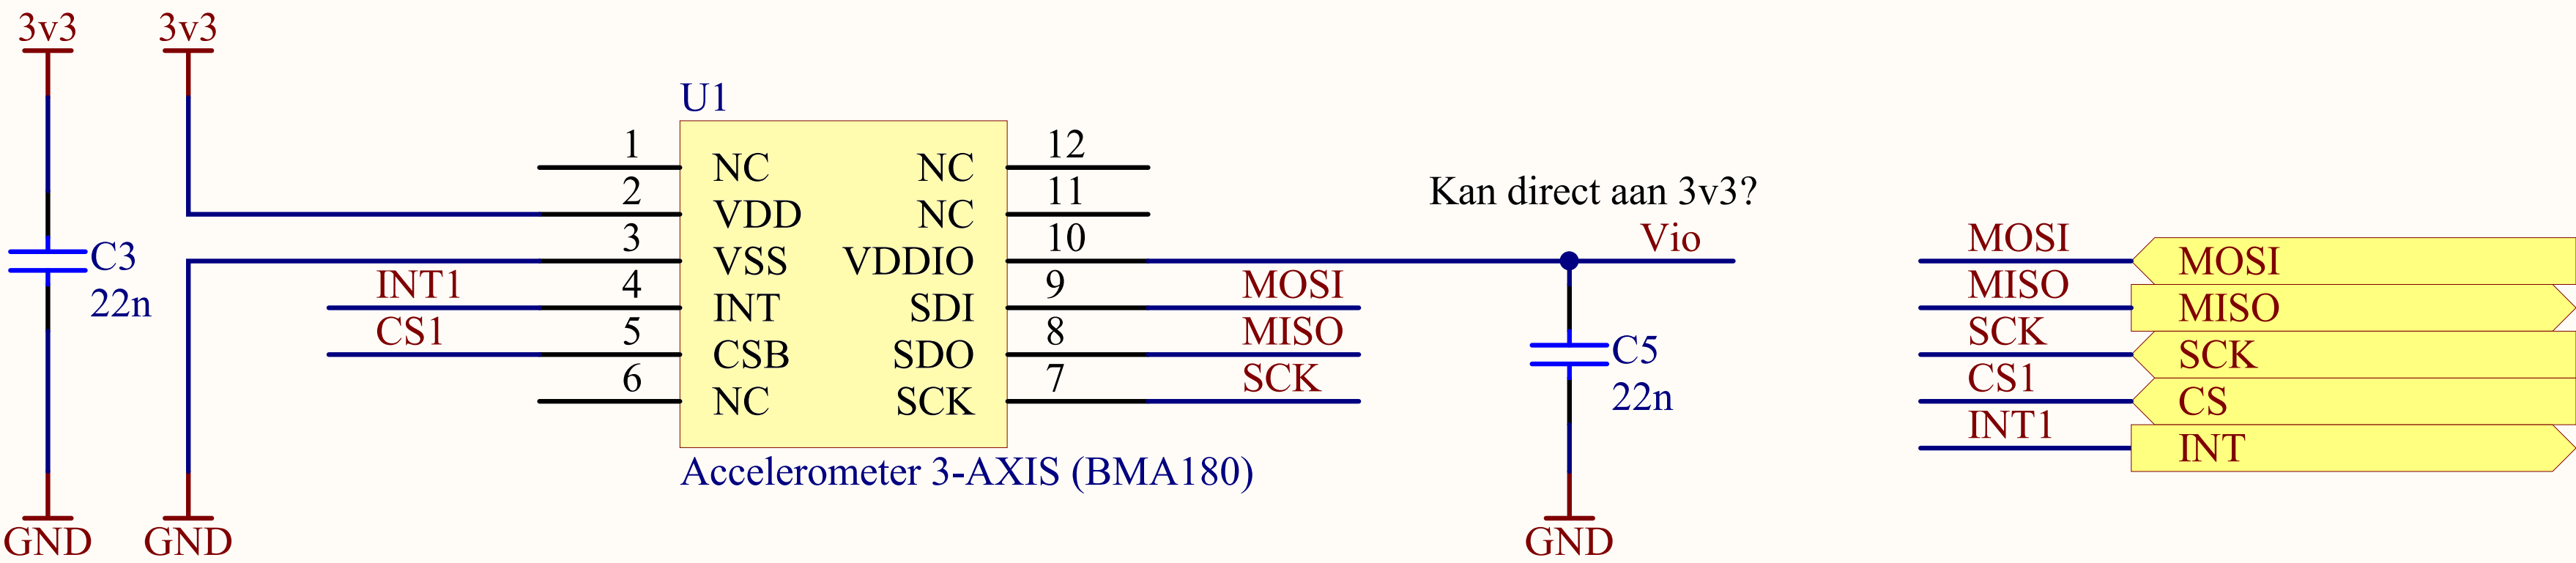 3v3
3v3
C3
22n
GND
GND
U1
1
NC
2
VDD
3
VSS
INT1
4
INT
CS1
5
CSB
6
NC
12
NC
11
NC
10
VDDIO
9
SDI
MOSI
8
SDO
MISO
7
SCK
SCK
Accelerometer 3-AXIS (BMA180)
Kan direct aan 3v3?
Vio
C5
22n
GND
MOSI
MOSI
MISO
MISO
SCK
SCK
CS1
CS
INT1
INT